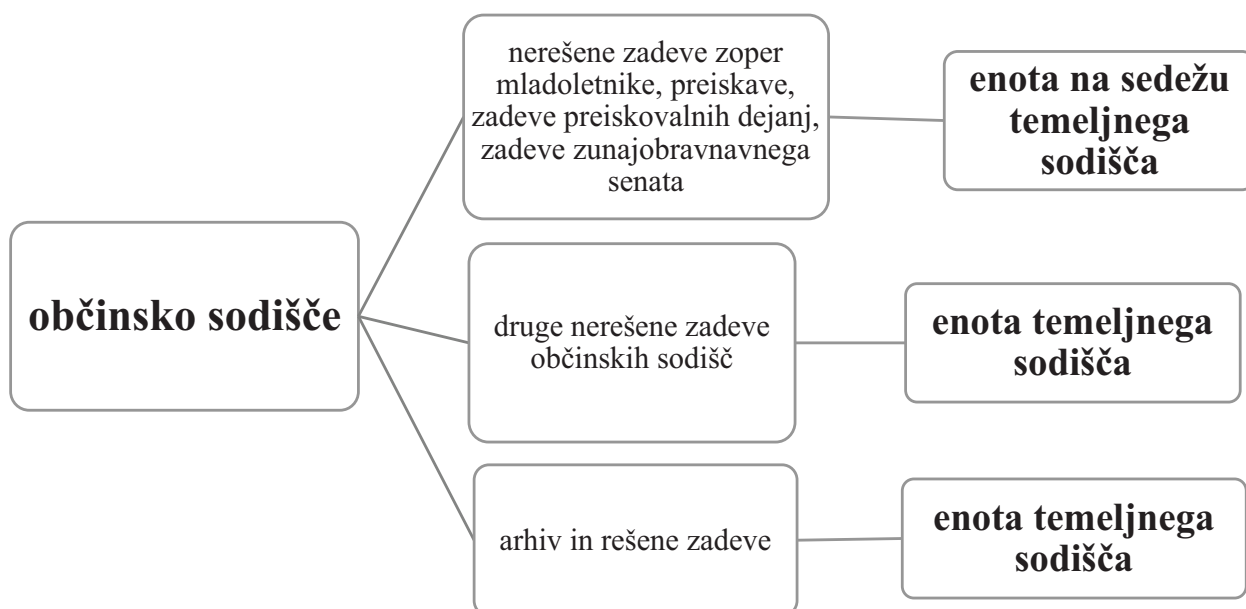 občinsko sodišče
nerešene zadeve zoper
mladoletnike, preiskave,
zadeve preiskovalnih dejanj,
zadeve zunajobravnavnega
senata
enota na sedežu
temeljnega
sodišča
druge nerešene zadeve
občinskih sodišč
enota temeljnega
sodišča
arhiv in rešene zadeve
enota temeljnega
sodišča